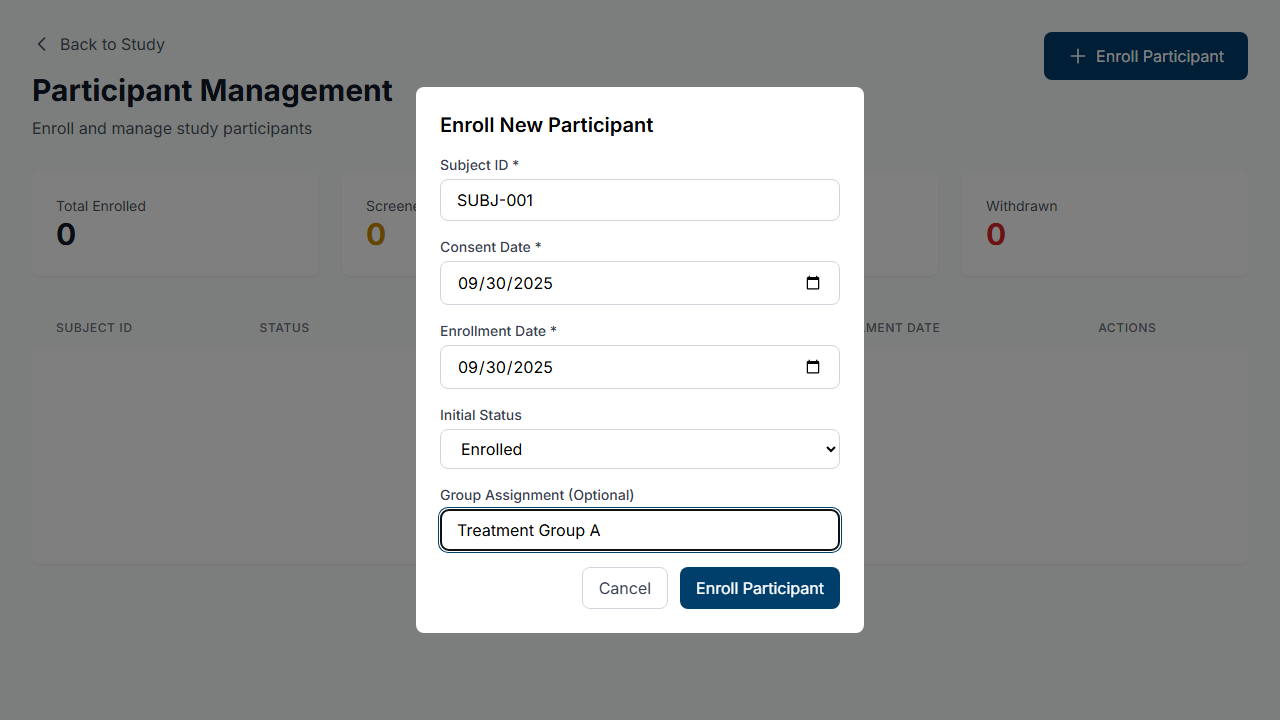 Back to Study
Enroll Participant
Participant Management
Enroll and manage study participants
Total Enrolled
0
0
Withdrawn
0
SUBJECT ID
STATUS
DATE
ACTIONS
Enroll New Participant
Subject ID *
SUBJ-001
Consent Date *
09/30/2025
Enrollment Date *
09/30/2025
Initial Status
Enrolled
Group Assignment (Optional)
Treatment Group A
Cancel
Enroll Participant